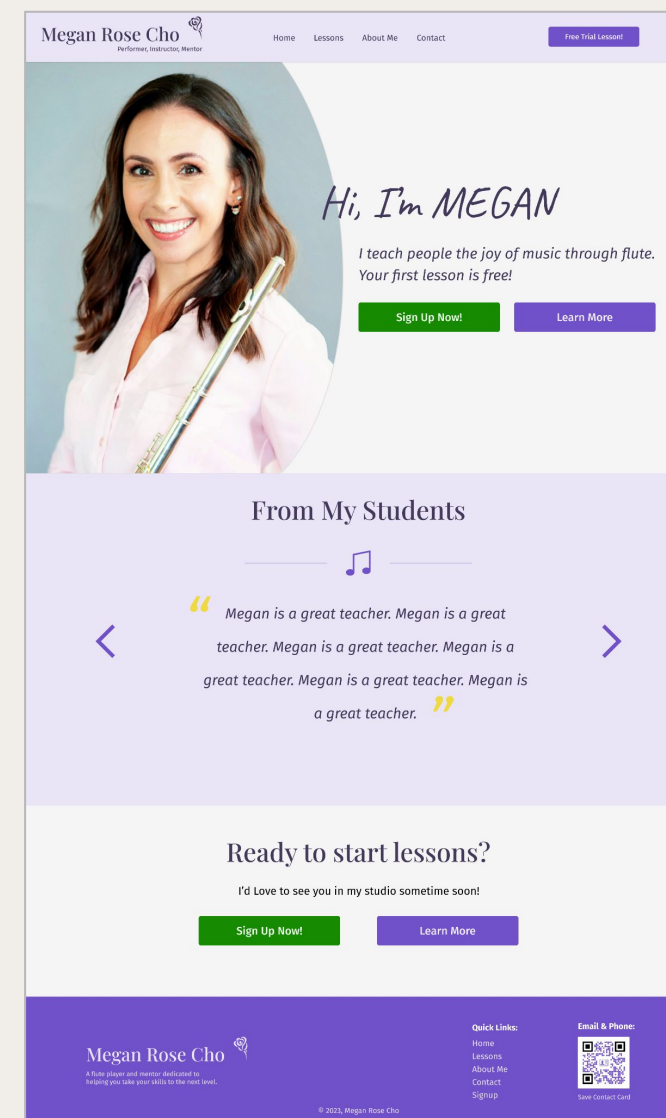 Megan Rose Cho
Performer, Instructor, Mentor
Home Lessons About Me Contact
Free Trial Lesson!
Hi, I'm MEGAN
I teach people the joy of music through flute.
Your first lesson is free!
Sign Up Now! Learn More
From My Students
“ Megan is a great teacher. Megan is a great
teacher. Megan is a great teacher. Megan is a
great teacher. Megan is a great teacher. Megan is
a great teacher. ”
Ready to start lessons?
I'd Love to see you in my studio sometime soon!
Sign Up Now! Learn More
Megan Rose Cho
A flute player and mentor dedicated to
helping you take your skills to the next level.
Quick Links:
Home
Lessons
About Me
Contact
Signup
Email & Phone:
Save Contact Card
© 2023, Megan Rose Cho